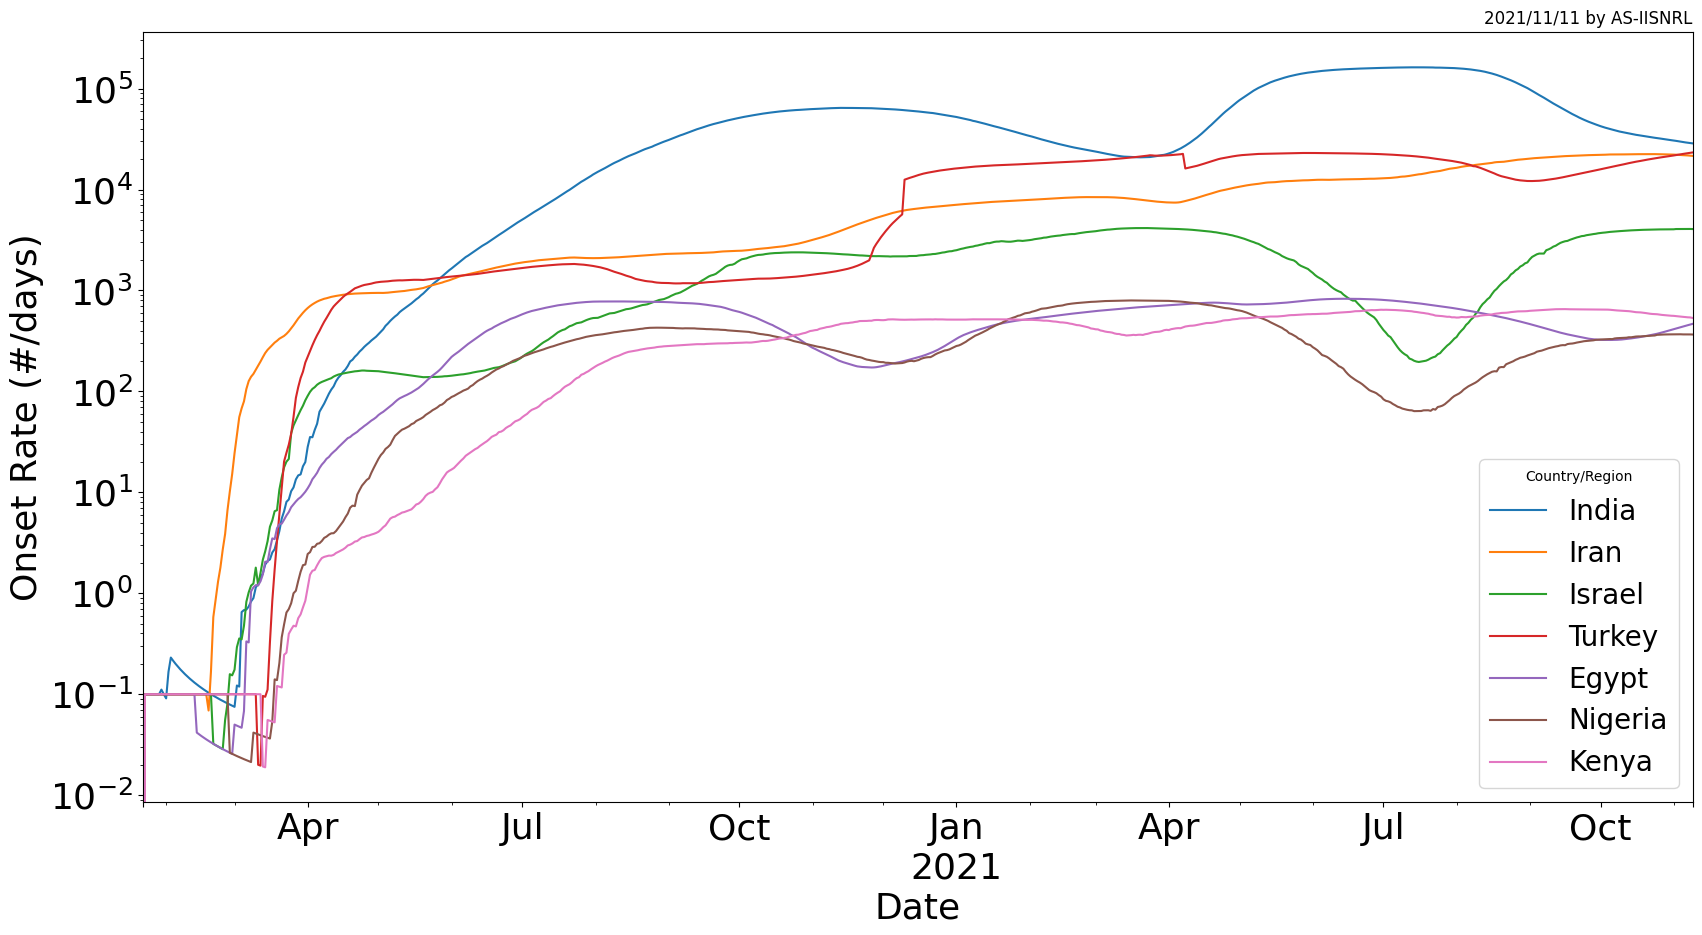 2021/11/11 by AS-IISNRL
Onset Rate (#/days)
10^5
10^4
10^3
10^2
10^1
10^0
10^-1
10^-2
Country/Region
India
Iran
Israel
Turkey
Egypt
Nigeria
Kenya
Apr Jul Oct Jan Apr Jul Oct
2021
Date